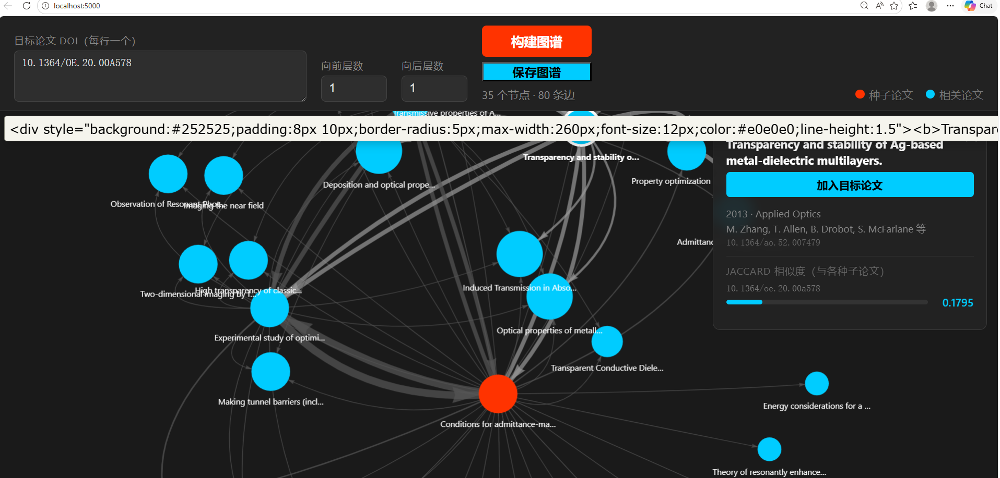 localhost:5000
Chat
目标论文 DOI（每行一个）
10.1364/OE.20.00A578
向前层数
1
向后层数
1
构建图谱
保存图谱
35 个节点 · 80 条边
种子论文
相关论文
Transmissive properties of A...
<div style="background:#252525;padding:8px 10px;border-radius:5px;max-width:260px;font-size:12px;color:#e0e0e0;line-height:1.5"><b>Transpar
Transparency and stability o...
Deposition and optical prope...
Property optimization
Observation of Resonant Phot...
Imaging the near field
Admittanc
Two-dimensional imaging by f...
High transparency of classic...
Induced Transmission in Abso...
Experimental study of optimi...
Optical properties of metall...
Transparent Conductive Diele...
Making tunnel barriers (incl...
Conditions for admittance-ma...
Energy considerations for a ...
Theory of resonantly enhance...
Transparency and stability of Ag-based
metal-dielectric multilayers.
加入目标论文
2013 · Applied Optics
M. Zhang, T. Allen, B. Drobot, S. McFarlane 等
10.1364/ao.52.007479
JACCARD 相似度（与各种子论文）
10.1364/oe.20.00a578
0.1795